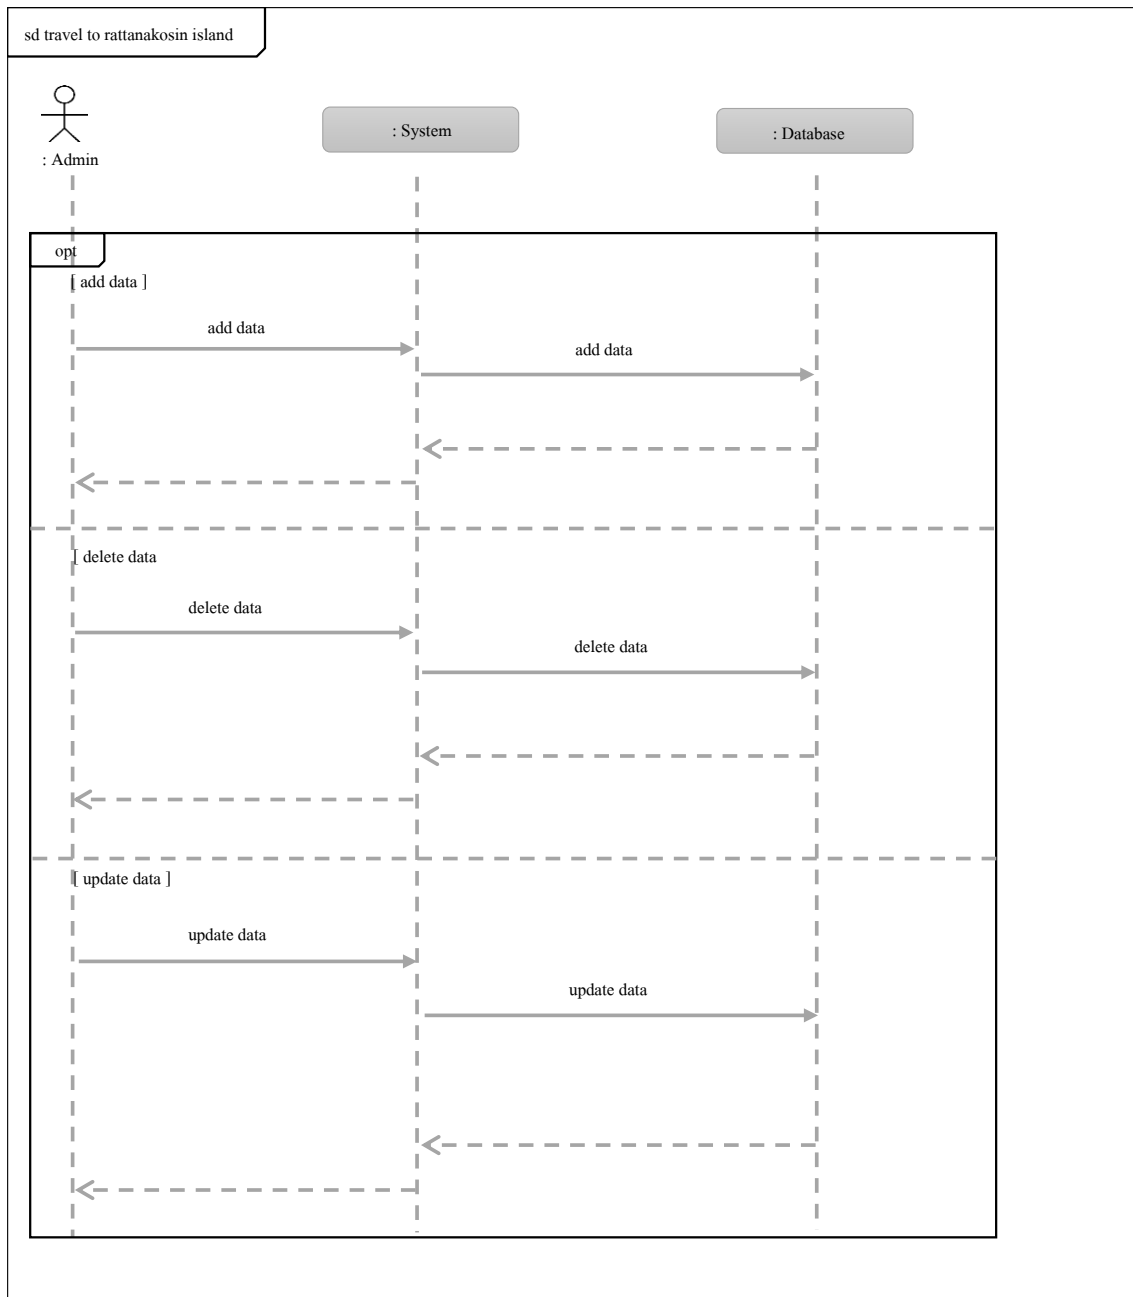 sd travel to rattanakosin island
: Admin
: System
: Database
opt
[ add data ]
add data
add data
[ delete data
delete data
delete data
[ update data ]
update data
update data